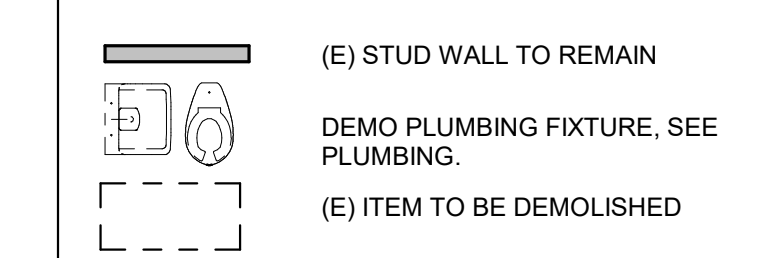 (E) STUD WALL TO REMAIN
DEMO PLUMBING FIXTURE, SEE
PLUMBING.
(E) ITEM TO BE DEMOLISHED